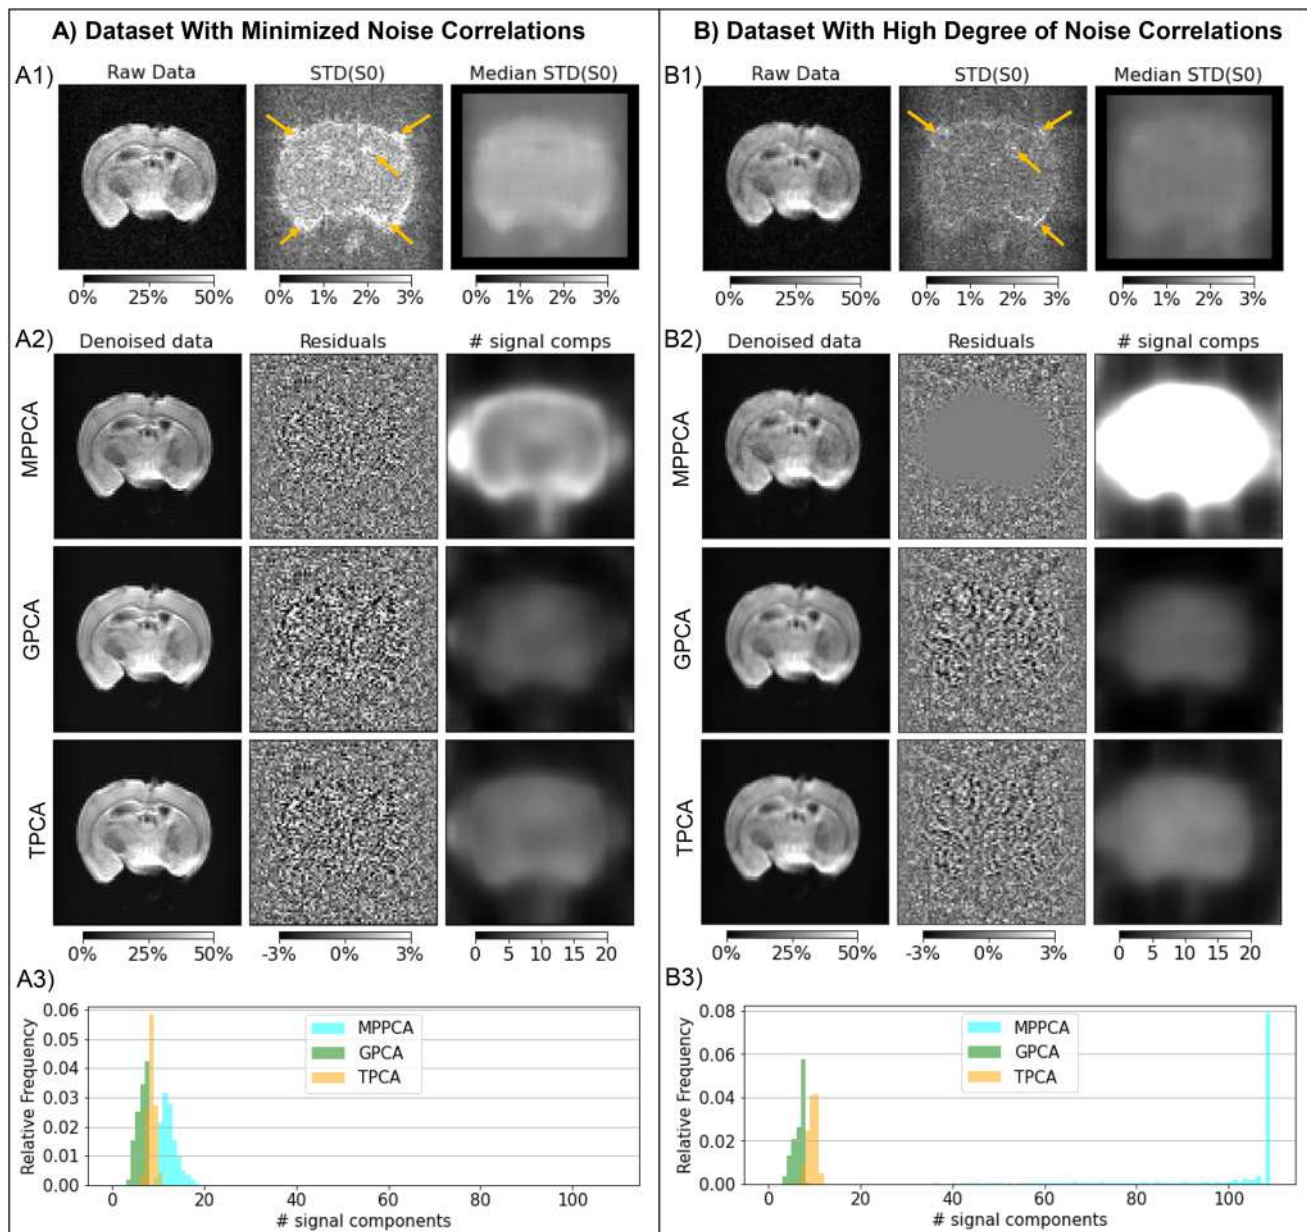 A) Dataset With Minimized Noise Correlations
A1)
Raw Data
STD(S0)
Median STD(S0)
0% 25% 50%
0% 1% 2% 3%
0% 1% 2% 3%
A2)
Denoised data
Residuals
# signal comps
MPPCA
GPCA
TPCA
0% 25% 50%
-3% 0% 3%
0 5 10 15 20
A3)
0.06
0.05
0.04
0.03
0.02
0.01
0.00
Relative Frequency
MPPCA
GPCA
TPCA
0 20 40 60 80 100
# signal components
B) Dataset With High Degree of Noise Correlations
B1)
Raw Data
STD(S0)
Median STD(S0)
0% 25% 50%
0% 1% 2% 3%
0% 1% 2% 3%
B2)
Denoised data
Residuals
# signal comps
MPPCA
GPCA
TPCA
0% 25% 50%
-3% 0% 3%
0 5 10 15 20
B3)
0.08
0.06
0.04
0.02
0.00
Relative Frequency
MPPCA
GPCA
TPCA
0 20 40 60 80 100
# signal components